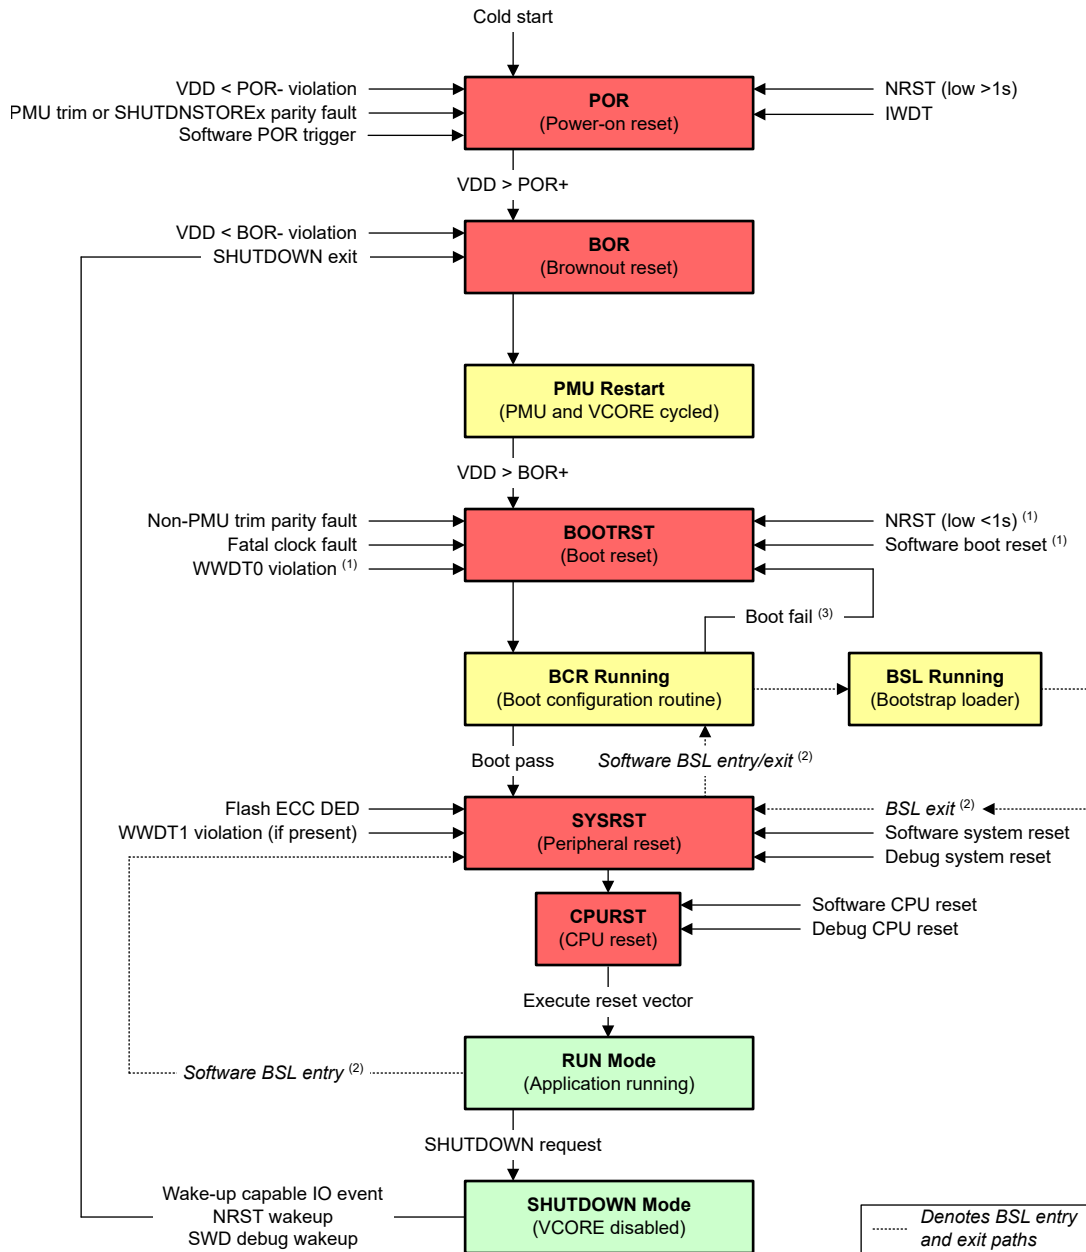 Cold start
VDD < POR- violation
PMU trim or SHUTDNSTOREx parity fault
Software POR trigger
POR
(Power-on reset)
NRST (low >1s)
IWDT
VDD > POR+
VDD < BOR- violation
SHUTDOWN exit
BOR
(Brownout reset)
PMU Restart
(PMU and VCORE cycled)
VDD > BOR+
Non-PMU trim parity fault
Fatal clock fault
WWDT0 violation (1)
BOOTRST
(Boot reset)
NRST (low <1s) (1)
Software boot reset (1)
Boot fail (3)
BCR Running
(Boot configuration routine)
BSL Running
(Bootstrap loader)
Boot pass
Software BSL entry/exit (2)
Flash ECC DED
WWDT1 violation (if present)
SYSRST
(Peripheral reset)
BSL exit (2)
Software system reset
Debug system reset
CPURST
(CPU reset)
Software CPU reset
Debug CPU reset
Execute reset vector
RUN Mode
(Application running)
Software BSL entry (2)
SHUTDOWN request
Wake-up capable IO event
NRST wakeup
SWD debug wakeup
SHUTDOWN Mode
(VCORE disabled)
Denotes BSL entry
and exit paths